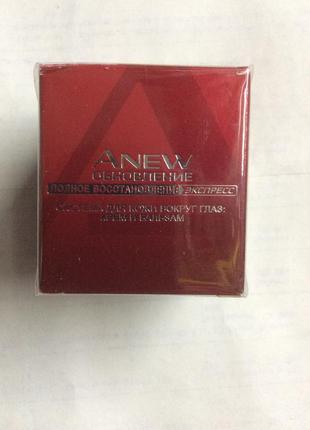 ANEW
ОБНОВЛЕНИЕ
ПОЛНОЕ ВОССТАНОВЛЕНИЕ ЭКСПРЕСС
СИСТЕМА ДЛЯ КОЖИ ВОКРУГ ГЛАЗ:
КРЕМ И БАЛЬЗАМ